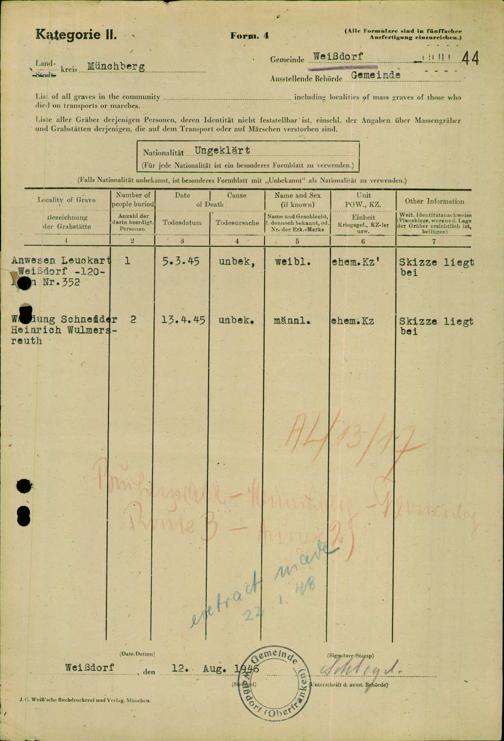 Kategorie II.
Form. 4
(Alle Formulare sind in fünffacher
Ausfertigung einzureichen.)
Land-
Stadt-
kreis Münchberg
Gemeinde Weißdorf
44
Ausstellende Behörde Gemeinde
List of all graves in the community including localities of mass graves of those who
died on transports or marches.
Liste aller Gräber derjenigen Personen, deren Identität nicht feststellbar ist, einschl. der Angaben über Massengräber
und Grabstätten derjenigen, die auf dem Transport oder auf Märschen verstorben sind.
Nationalität Ungeklärt
(Für jede Nationalität ist ein besonderes Formblatt zu verwenden.)
(Falls Nationalität unbekannt, ist besonderes Formblatt mit „Unbekannt" als Nationalität zu verwenden.)
Locality of Grave
Number of
people buried
Date
Cause
of Death
Name and Sex
(if known)
Unit
POW., KZ.
Other Information
Bezeichnung
der Grabstätte
Anzahl der
darin beerdigt.
Personen
Todesdatum
Todesursache
Name und Geschlecht,
f. dennoch bekannt, od.
Nr. der Erk.-Marke
Einheit
Kriegsgef., KZ-ler
usw.
Weit. Identitätsnachweise
der Gräber ersichtlich ist,
beifügen)
1 2 3 4 5 6 7
Anwesen Leuckart 1 5.3.45 unbek, weibl. ehem.Kz' Skizze liegt
Weißdorf -120- bei
Nr.352
Schneider 2 13.4.45 unbek. männl. ehem.Kz Skizze liegt
Heinrich Wulmers- bei
reuth
Route 3 -
extract made
22.1.48
(Date/Datum)
(Signature/Stamp)
Weißdorf , den 12. Aug. 1946
(Unterschrift d. ausst. Behörde)
Gemeinde
Weißdorf (Oberfranken)
J. G. Weiß'sche Buchdruckerei und Verlag, München.